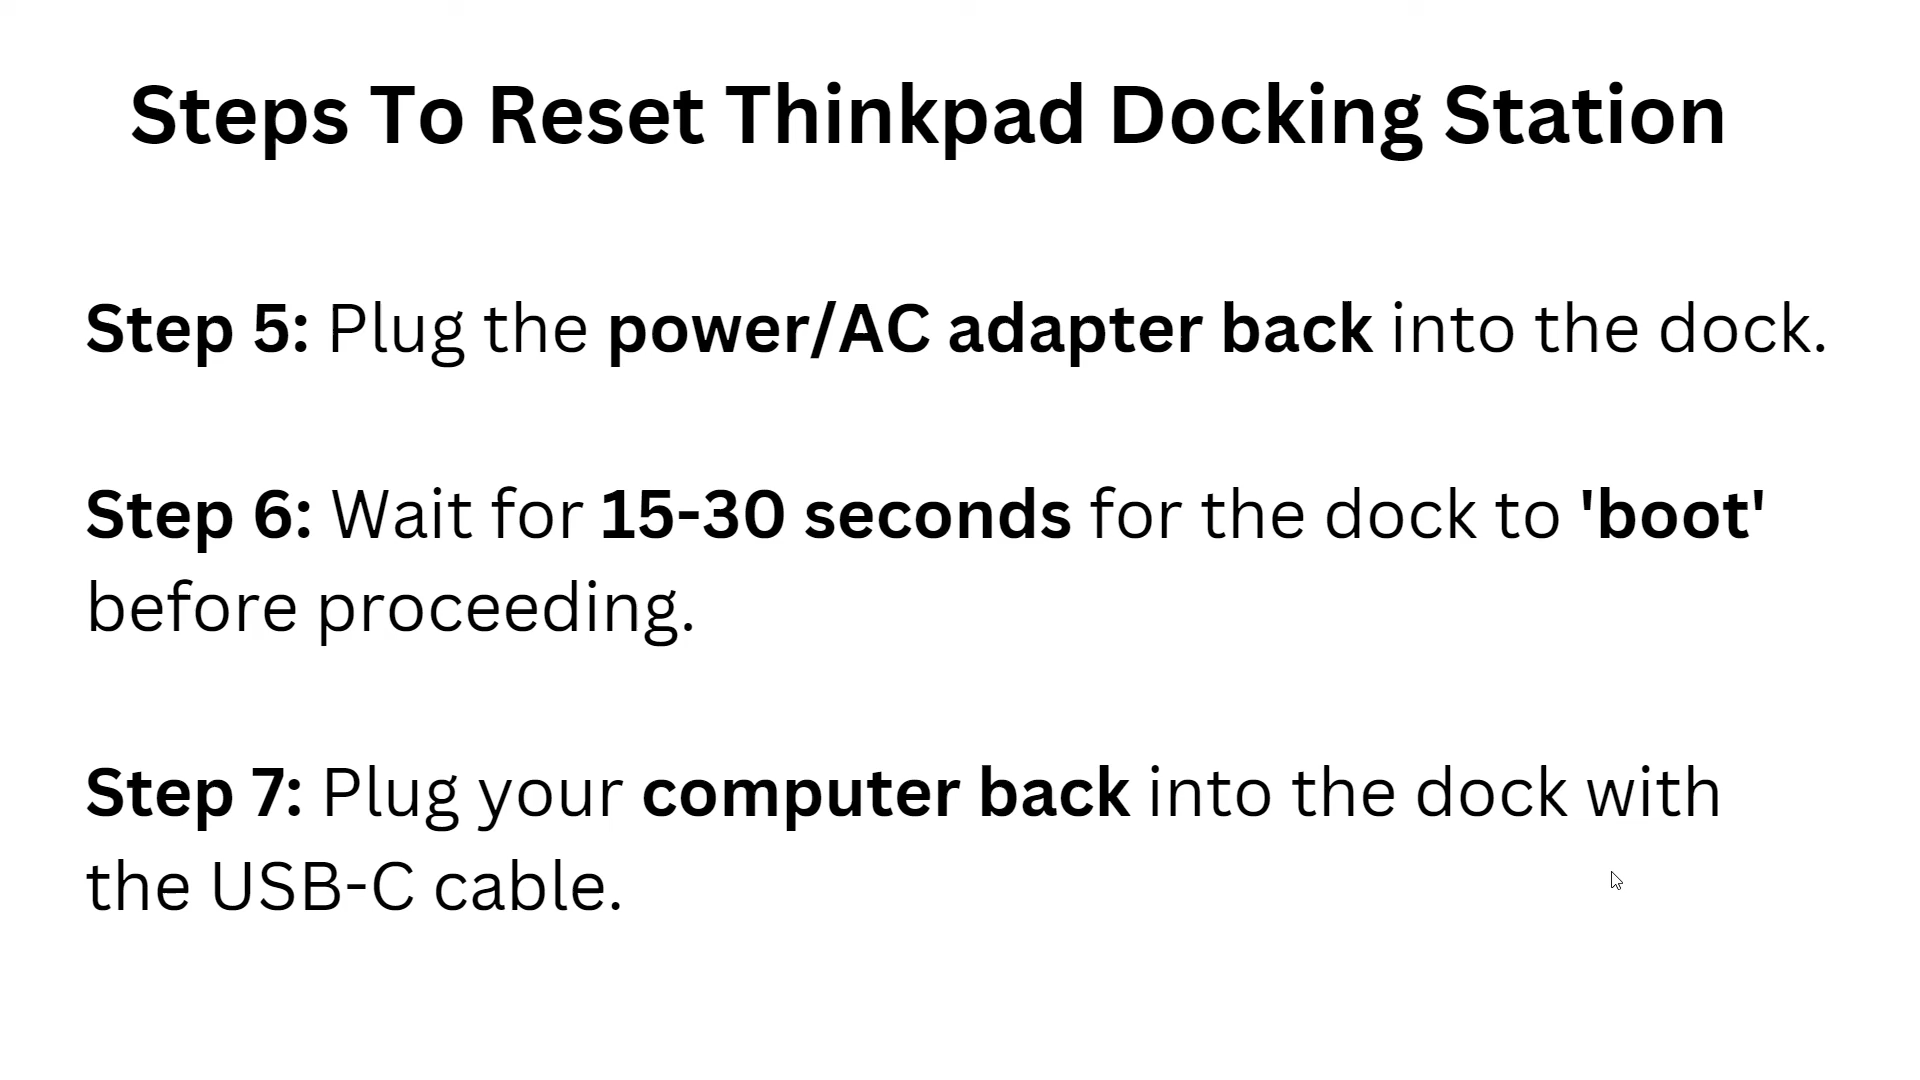 Steps To Reset Thinkpad Docking Station
Step 5: Plug the power/AC adapter back into the dock.
Step 6: Wait for 15-30 seconds for the dock to 'boot'
before proceeding.
Step 7: Plug your computer back into the dock with
the USB-C cable.